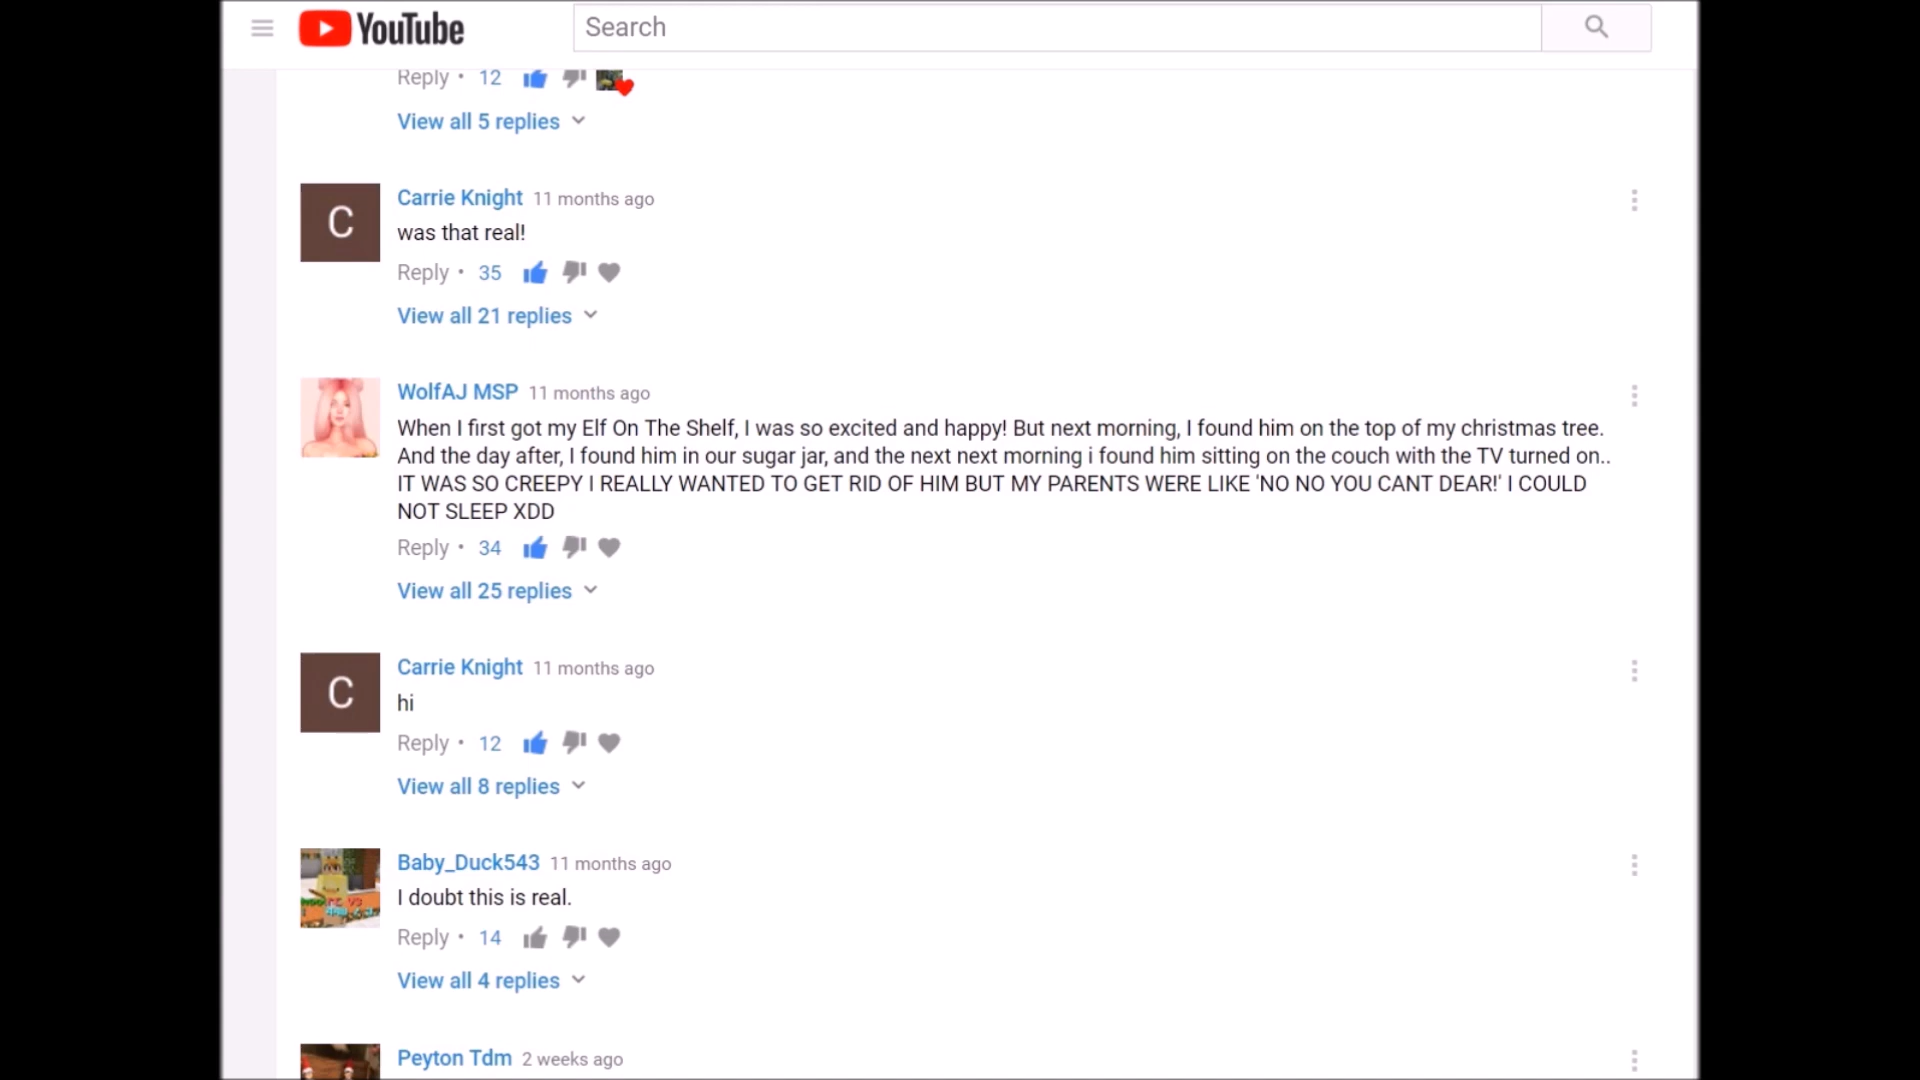 YouTube
Search
Reply • 12
View all 5 replies
C
Carrie Knight 11 months ago
was that real!
Reply • 35
View all 21 replies
WolfAJ MSP 11 months ago
When I first got my Elf On The Shelf, I was so excited and happy! But next morning, I found him on the top of my christmas tree.
And the day after, I found him in our sugar jar, and the next next morning i found him sitting on the couch with the TV turned on..
IT WAS SO CREEPY I REALLY WANTED TO GET RID OF HIM BUT MY PARENTS WERE LIKE 'NO NO YOU CANT DEAR!' I COULD
NOT SLEEP XDD
Reply • 34
View all 25 replies
C
Carrie Knight 11 months ago
hi
Reply • 12
View all 8 replies
Baby_Duck543 11 months ago
I doubt this is real.
Reply • 14
View all 4 replies
Peyton Tdm 2 weeks ago